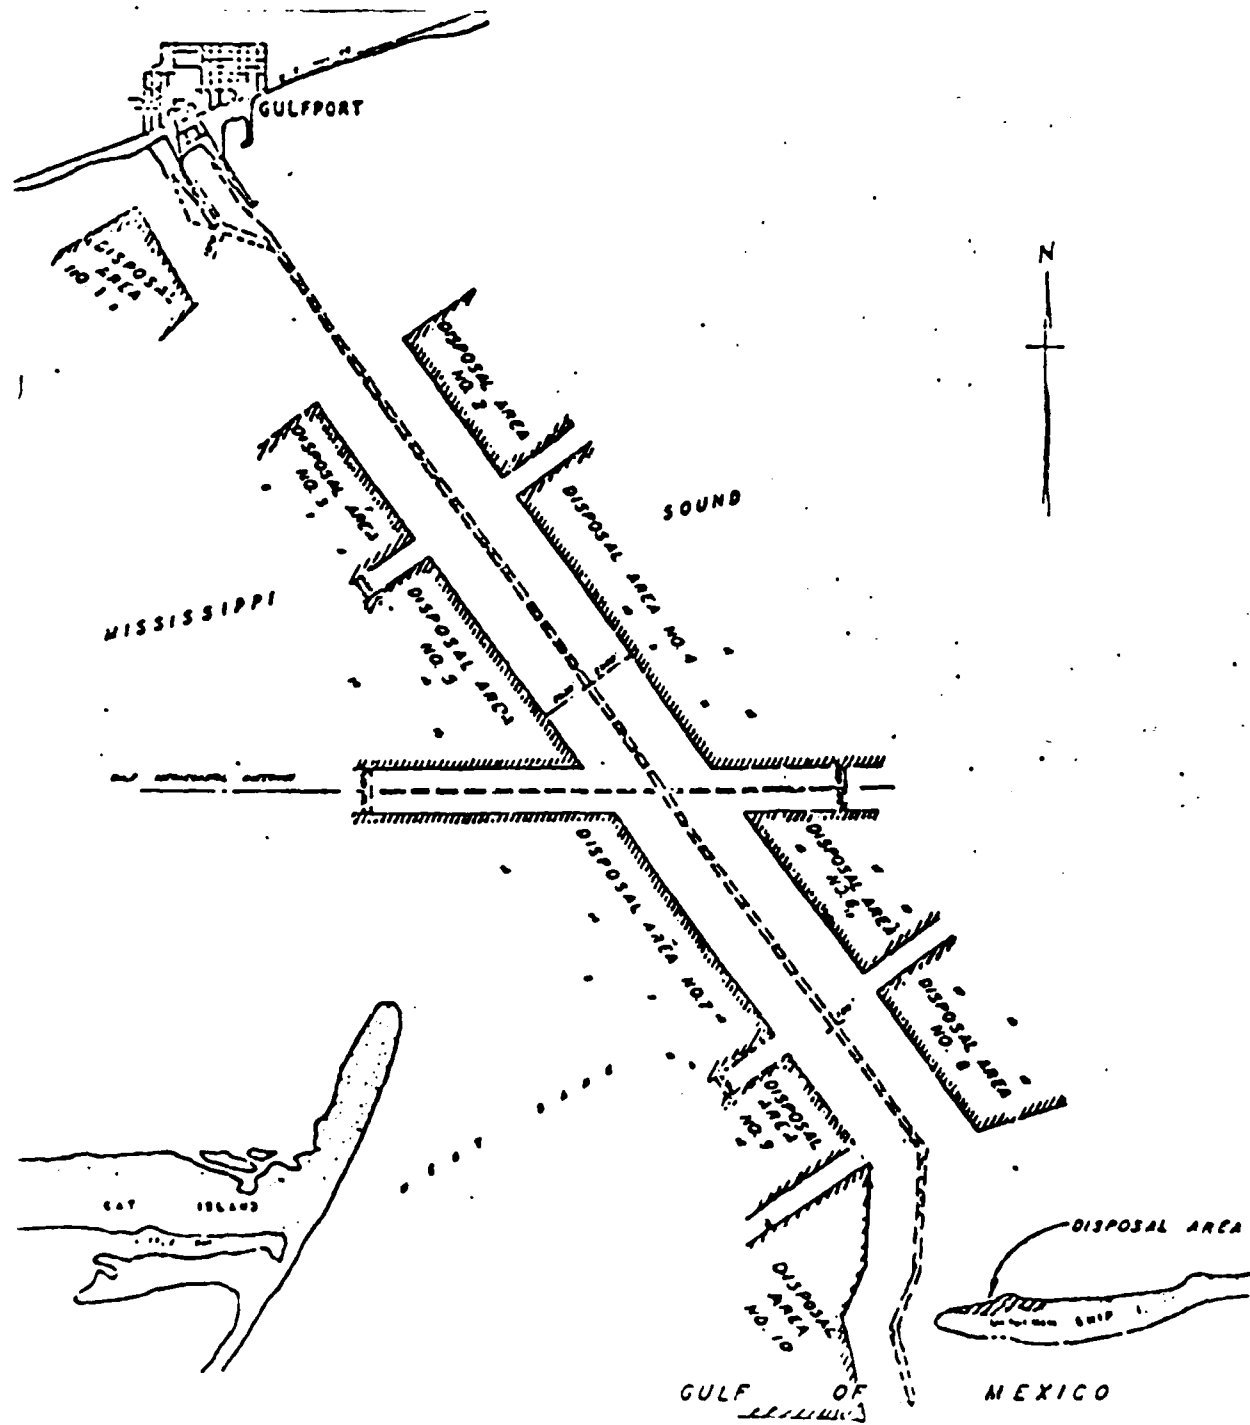 GULFPORT
N
DISPOSAL
AREA
NO. 1
DISPOSAL AREA
NO. 2
DISPOSAL AREA
NO. 3
SOUND
DISPOSAL AREA NO. 4
MISSISSIPPI
DISPOSAL AREA
NO. 5
DISPOSAL AREA
NO. 6
DISPOSAL AREA NO. 7
DISPOSAL AREA
NO. 8
DISPOSAL
AREA
NO. 9
CAT ISLAND
DISPOSAL AREA
DISPOSAL
AREA
NO. 10
SHIP I.
GULF OF MEXICO